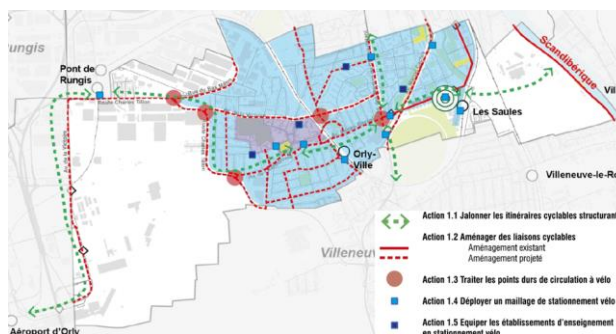 Rungis
Pont de
Rungis
Scandibérique
Les Saules
Orly-
Ville
Villeneuve-le-Ro
Villeneuv
Aéroport d'Orly
Action 1.1 Jalonner les itinéraires cyclables structurant
Action 1.2 Aménager des liaisons cyclables
Aménagement existant
Aménagement projeté
Action 1.3 Traiter les points durs de circulation à vélo
Action 1.4 Déployer un maillage de stationnement vélo
Action 1.5 Equiper les établissements d'enseignement
en stationnement vélo